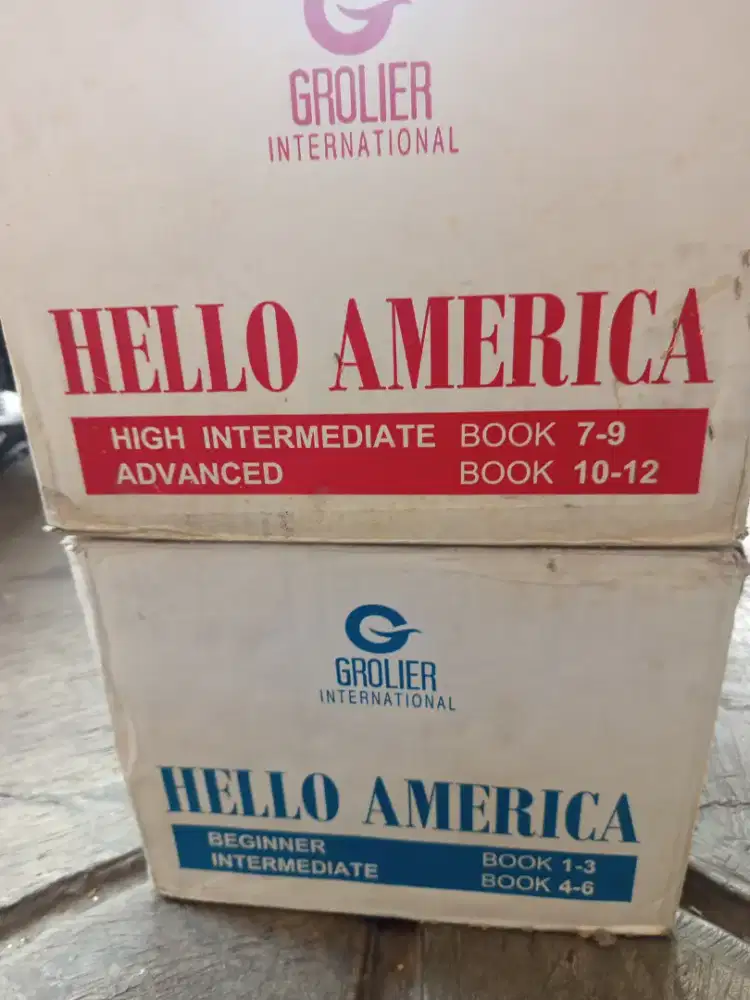 GROLIER
INTERNATIONAL
HELLO AMERICA
HIGH INTERMEDIATE BOOK 7-9
ADVANCED BOOK 10-12
GROLIER
INTERNATIONAL
HELLO AMERICA
BEGINNER BOOK 1-3
INTERMEDIATE BOOK 4-6